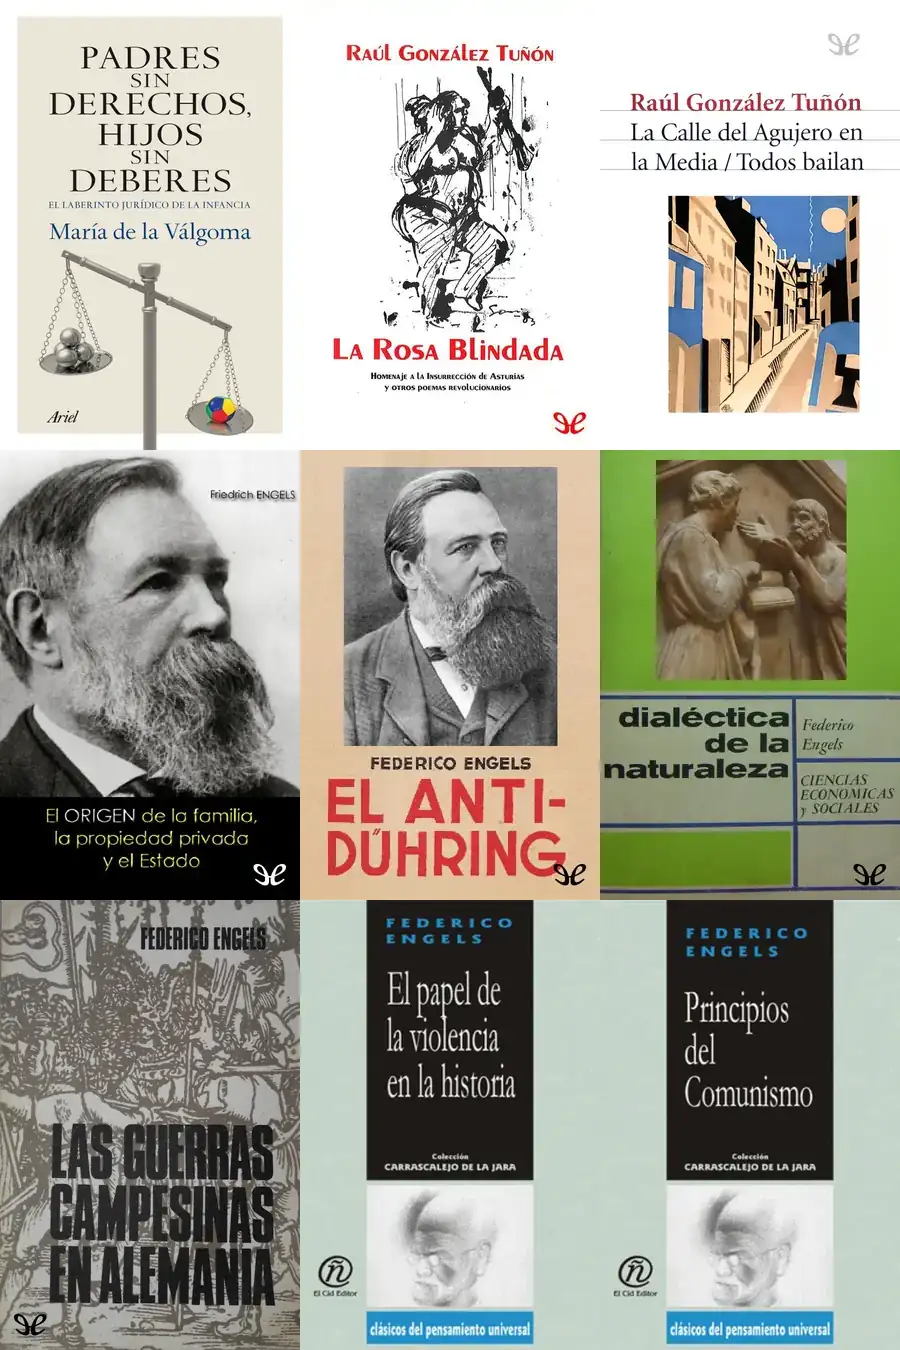 PADRES
SIN
DERECHOS,
HIJOS
SIN
DEBERES
EL LABERINTO JURÍDICO DE LA INFANCIA
María de la Válgoma
Ariel
RAÚL GONZÁLEZ TUÑÓN
LA ROSA BLINDADA
HOMENAJE A LA INSURRECCIÓN DE ASTURIAS
Y OTROS POEMAS REVOLUCIONARIOS
Raúl González Tuñón
La Calle del Agujero en
la Media / Todos bailan
Friedrich ENGELS
El ORIGEN de la familia,
la propiedad privada
y el Estado
FEDERICO ENGELS
EL ANTI-
DÜHRING
dialéctica
de la
naturaleza
Federico
Engels
CIENCIAS
ECONOMICAS
y SOCIALES
FEDERICO ENGELS
LAS GUERRAS
CAMPESINAS
EN ALEMANIA
FEDERICO
ENGELS
El papel de
la violencia
en la historia
Colección
CARRASCALEJO DE LA JARA
ñ
El Cid Editor
clásicos del pensamiento universal
FEDERICO
ENGELS
Principios
del
Comunismo
Colección
CARRASCALEJO DE LA JARA
ñ
El Cid Editor
clásicos del pensamiento universal